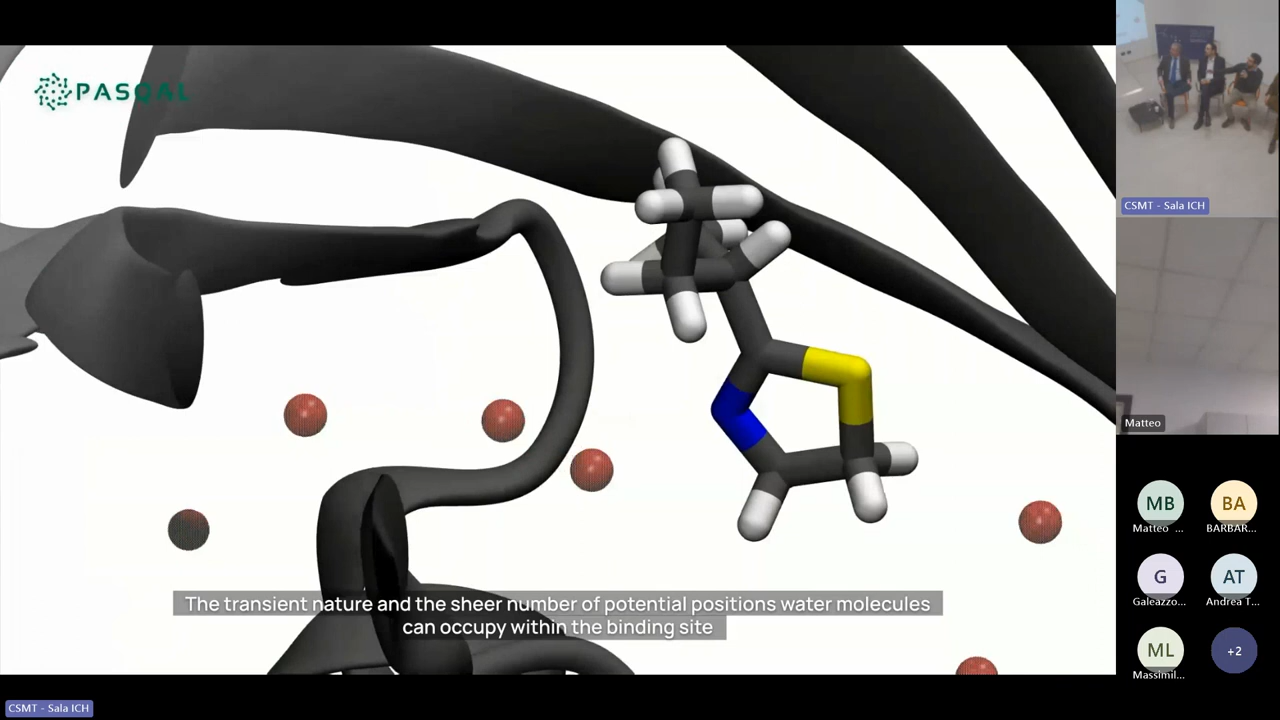 PASQAL
The transient nature and the sheer number of potential positions water molecules
can occupy within the binding site
CSMT - Sala ICH
CSMT - Sala ICH
Matteo
MB
BA
Matteo ...
BARBAR...
G
AT
Galeazzo...
Andrea T...
ML
+2
Massimil...